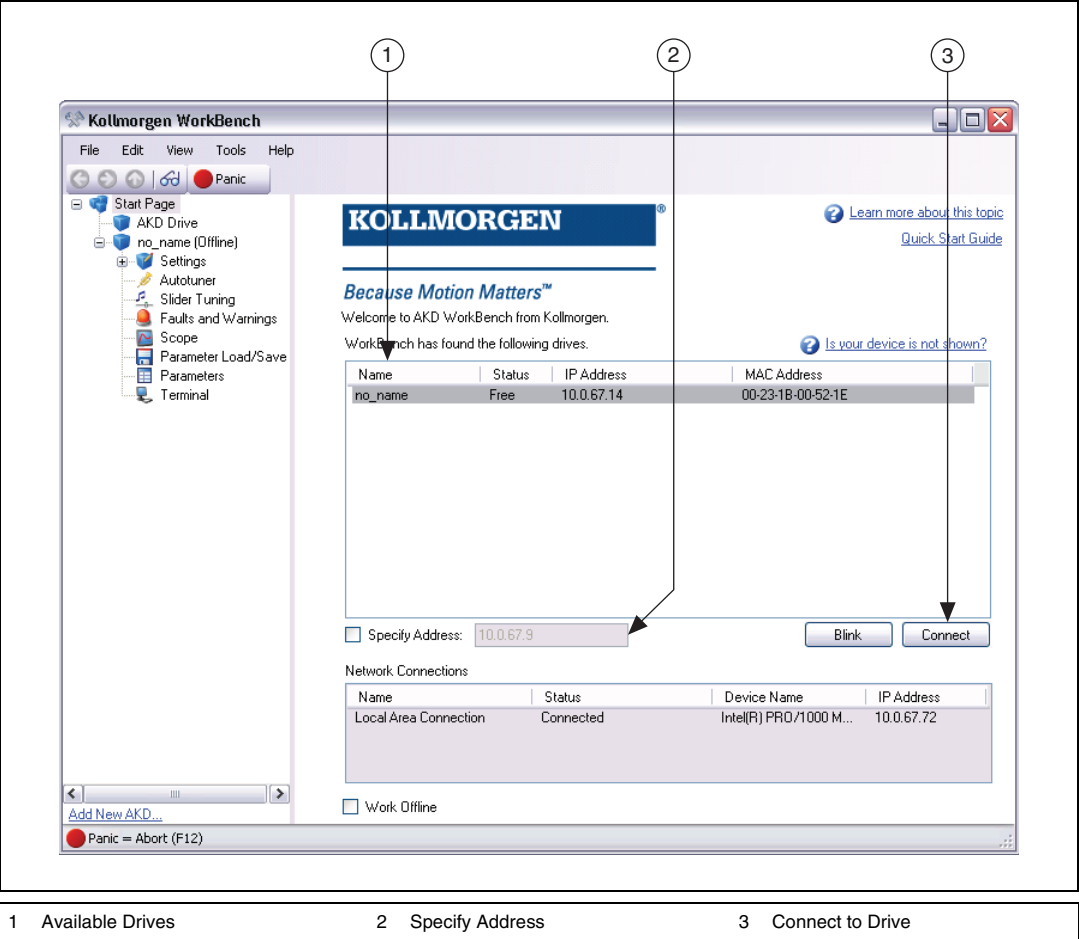 1 2 3
Kollmorgen WorkBench
File Edit View Tools Help
Panic
Start Page
AKD Drive
no_name (Offline)
Settings
Autotuner
Slider Tuning
Faults and Warnings
Scope
Parameter Load/Save
Parameters
Terminal
Add New AKD...
KOLLMORGEN®
Because Motion Matters™
Learn more about this topic
Quick Start Guide
Welcome to AKD WorkBench from Kollmorgen.
WorkBench has found the following drives.
Is your device is not shown?
Name Status IP Address MAC Address
no_name Free 10.0.67.14 00-23-1B-00-52-1E
Specify Address: 10.0.67.9 Blink Connect
Network Connections
Name Status Device Name IP Address
Local Area Connection Connected Intel(R) PRO/1000 M... 10.0.67.72
Work Offline
Panic = Abort (F12)
1 Available Drives 2 Specify Address 3 Connect to Drive